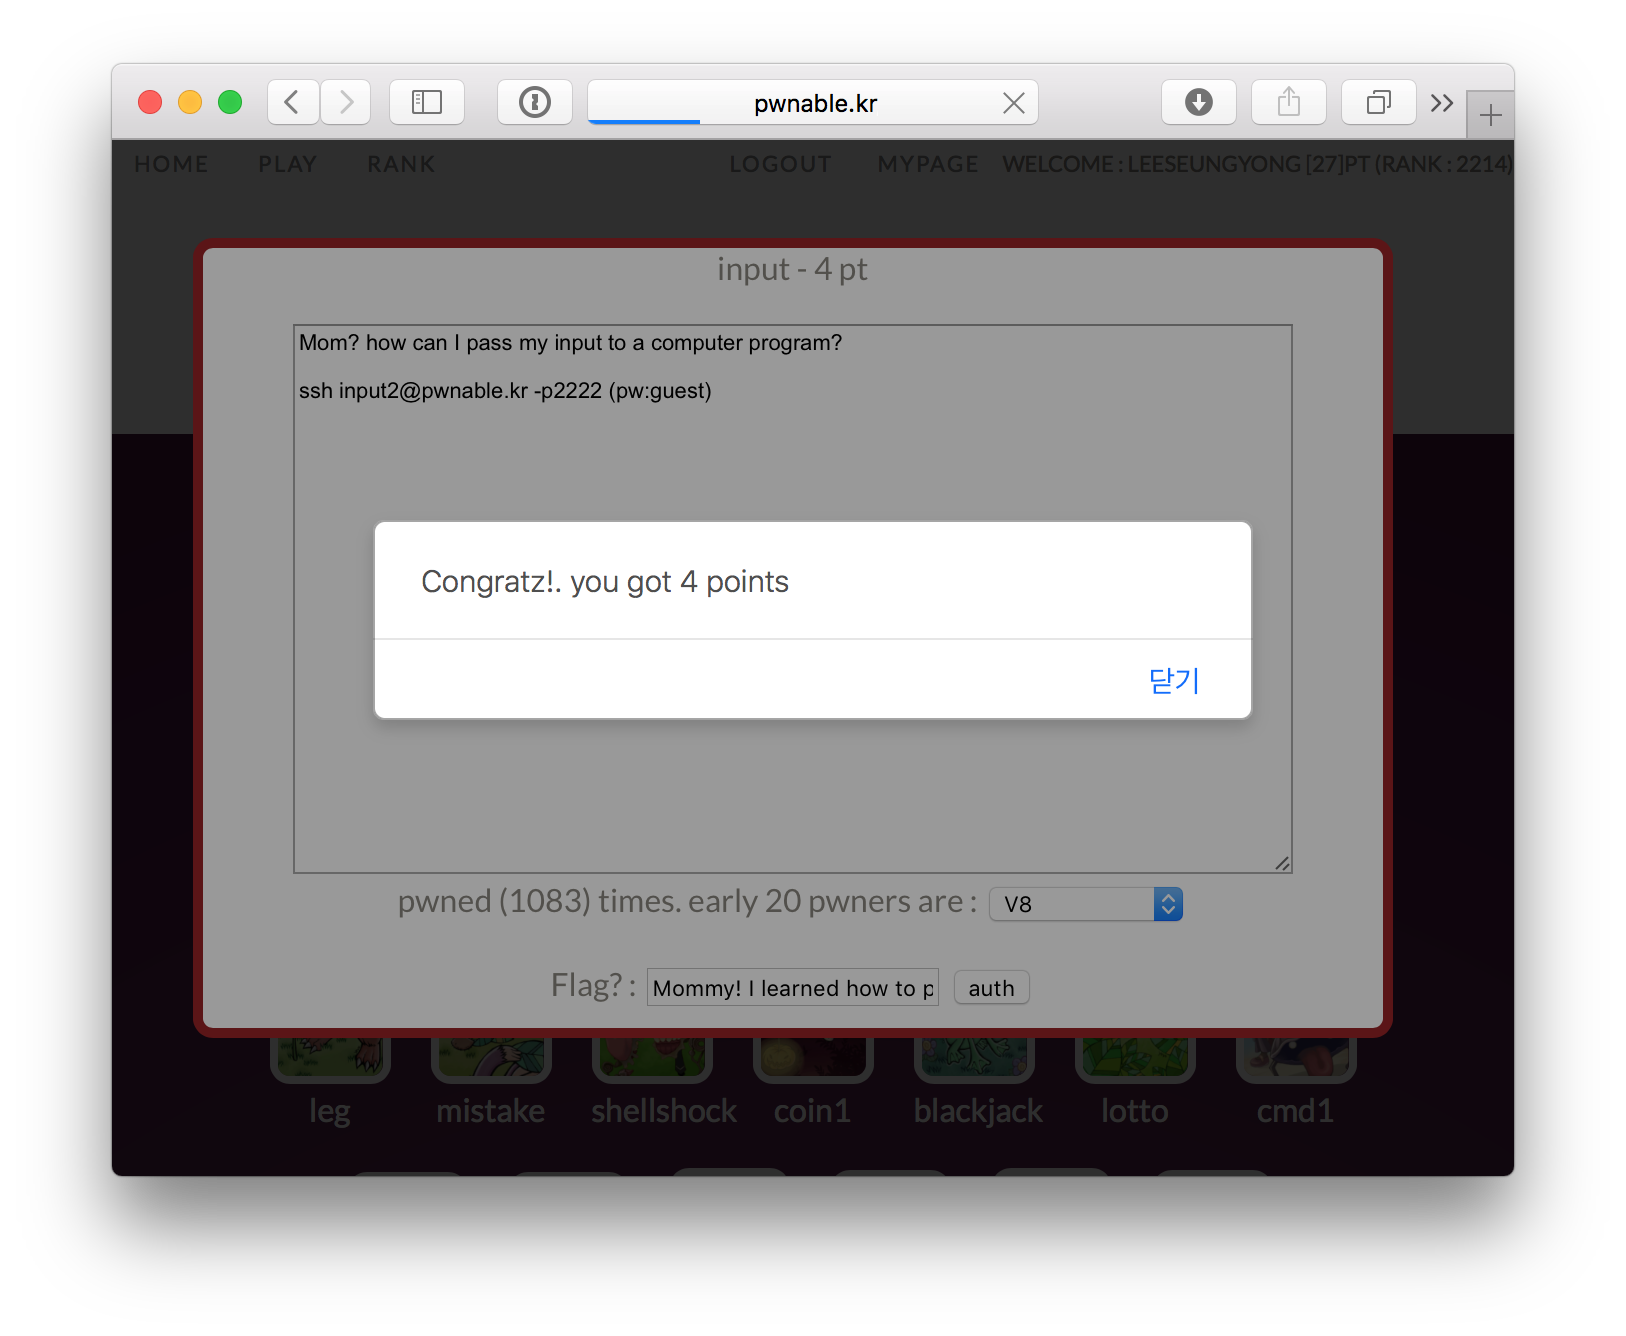 pwnable.kr
HOME PLAY RANK LOGOUT MYPAGE WELCOME : LEESEUNGYONG [27]PT (RANK : 2214)
input - 4 pt
Mom? how can I pass my input to a computer program?
ssh input2@pwnable.kr -p2222 (pw:guest)
Congratz!. you got 4 points
닫기
pwned (1083) times. early 20 pwners are : V8
Flag? : Mommy! I learned how to p auth
leg mistake shellshock coin1 blackjack lotto cmd1